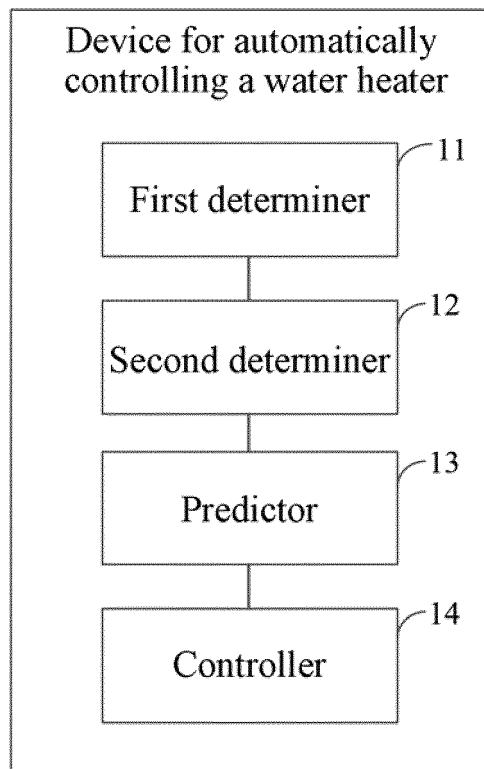 Device for automatically
controlling a water heater
11
First determiner
12
Second determiner
13
Predictor
14
Controller